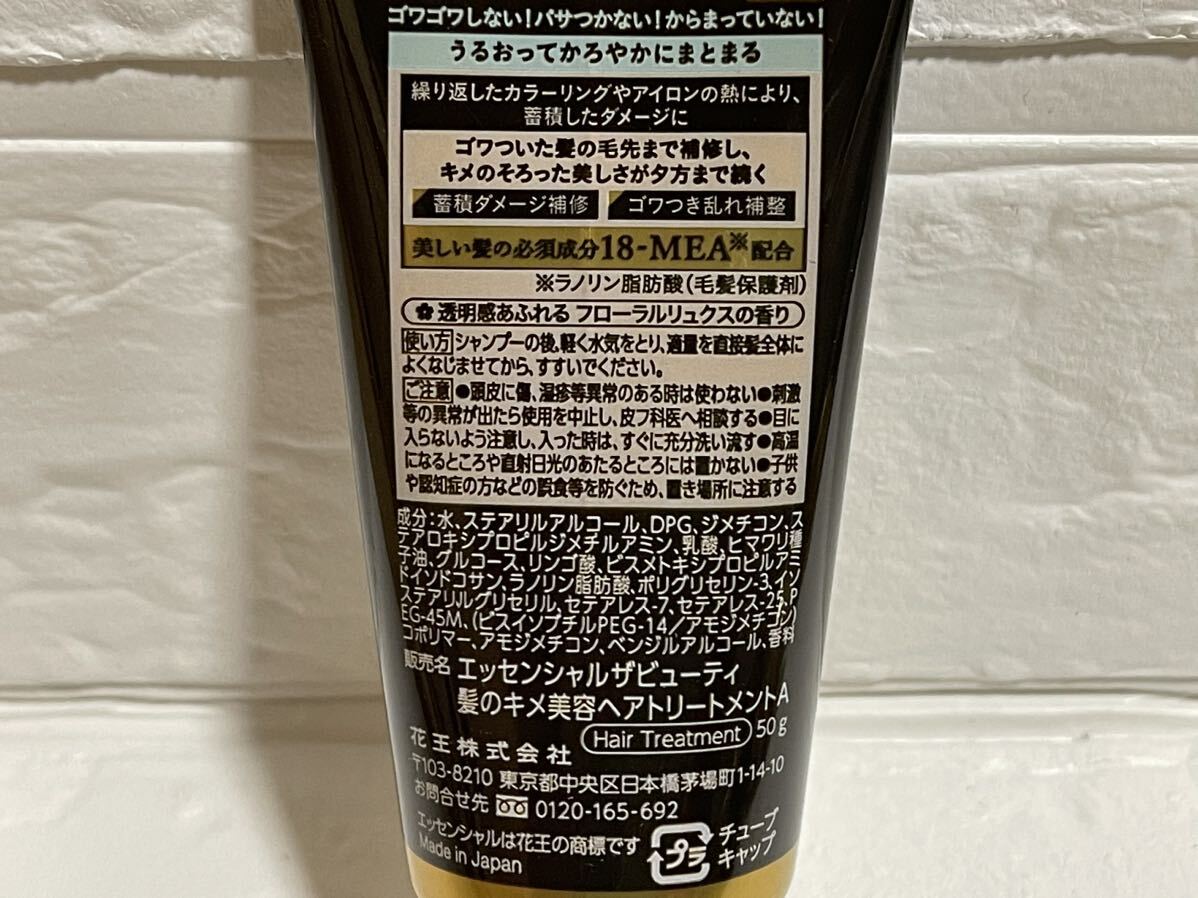 ゴワゴワしない!パサつかない!からまっていない!
うるおってかろやかにまとまる
繰り返したカラーリングやアイロンの熱により、
蓄積したダメージに
ゴワついた髪の毛先まで補修し、
キメのそろった美しさが夕方まで続く
蓄積ダメージ補修 ゴワつき乱れ補整
美しい髪の必須成分18-MEA※配合
※ラノリン脂肪酸(毛髪保護剤)
透明感あふれる フローラルリュクスの香り
使い方 シャンプーの後、軽く水気をとり、適量を直接髪全体に
よくなじませてから、すすいでください。
ご注意 ●頭皮に傷、湿疹等異常のある時は使わない●刺激
等の異常が出たら使用を中止し、皮フ科医へ相談する●目に
入らないよう注意し、入った時は、すぐに充分洗い流す●高温
になるところや直射日光のあたるところには置かない●子供
や認知症の方などの誤食等を防ぐため、置き場所に注意する
成分:水、ステアリルアルコール、DPG、ジメチコン、ス
テアロキシプロピルジメチルアミン、乳酸、ヒマワリ種
子油、グルコース、リンゴ酸、ビスメトキシプロピルアミ
ドイソドコサン、ラノリン脂肪酸、ポリグリセリン-3、イソ
ステアリルグリセリル、セテアレス-7、セテアレス-25、P
EG-45M、(ビスイソブチルPEG-14/アモジメチコン)
コポリマー、アモジメチコン、ベンジルアルコール、香料
販売名 エッセンシャルザビューティ
髪のキメ美容ヘアトリートメントA
Hair Treatment 50g
花王株式会社
〒103-8210 東京都中央区日本橋茅場町1-14-10
お問合せ先 0120-165-692
エッセンシャルは花王の商標です
Made in Japan
プラ
チューブ
キャップ